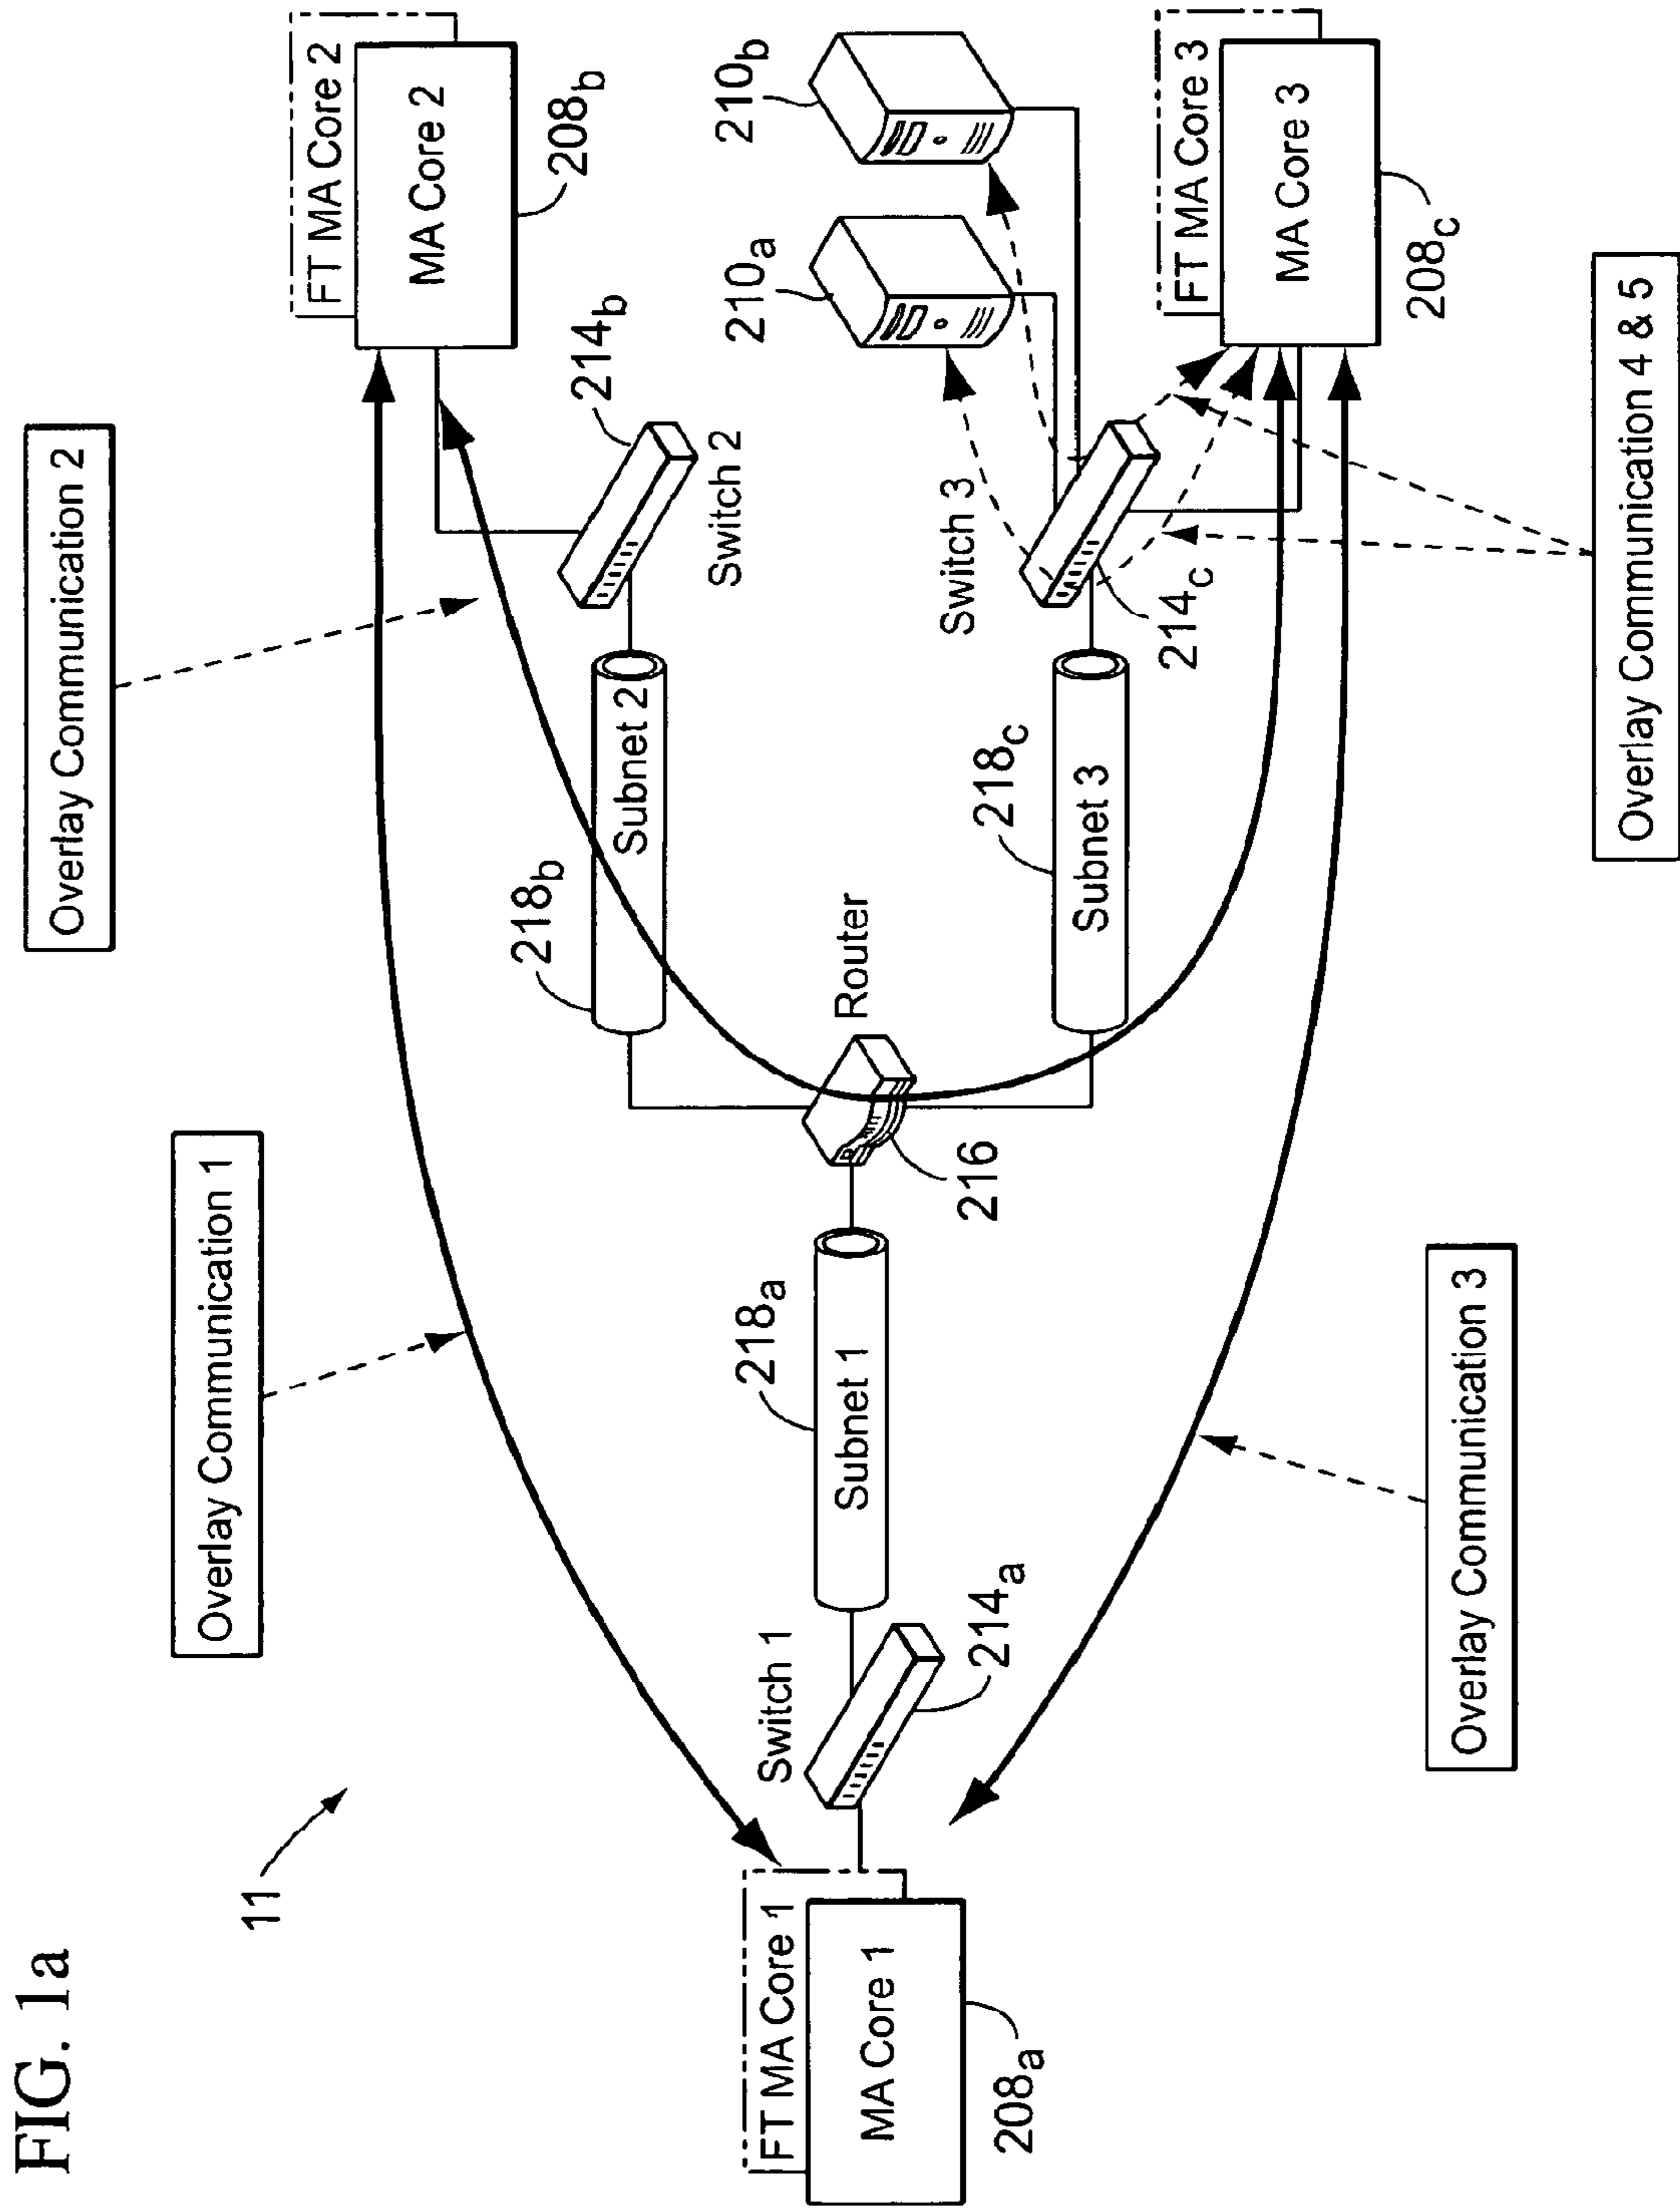 FIG. 1a
11
Overlay Communication 1
Overlay Communication 2
FT MA Core 2
MA Core 2
208b
214b
Switch 2
218b
Subnet 2
Router
216
FT MA Core 1
MA Core 1
208a
Switch 1
214a
218a
Subnet 1
218c
Subnet 3
Switch 3
214c
210a
210b
FT MA Core 3
MA Core 3
208c
Overlay Communication 3
Overlay Communication 4 & 5